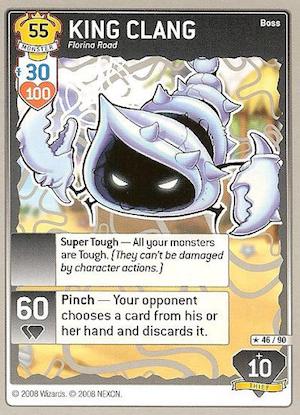 55
MONSTER
KING CLANG
Boss
Florina Road
30
100
Super Tough — All your monsters
are Tough. (They can't be damaged
by character actions.)
60
Pinch — Your opponent
chooses a card from his or
her hand and discards it.
★ 46 / 90
+10
THIEF
© 2008 Wizards. © 2008 NEXON.